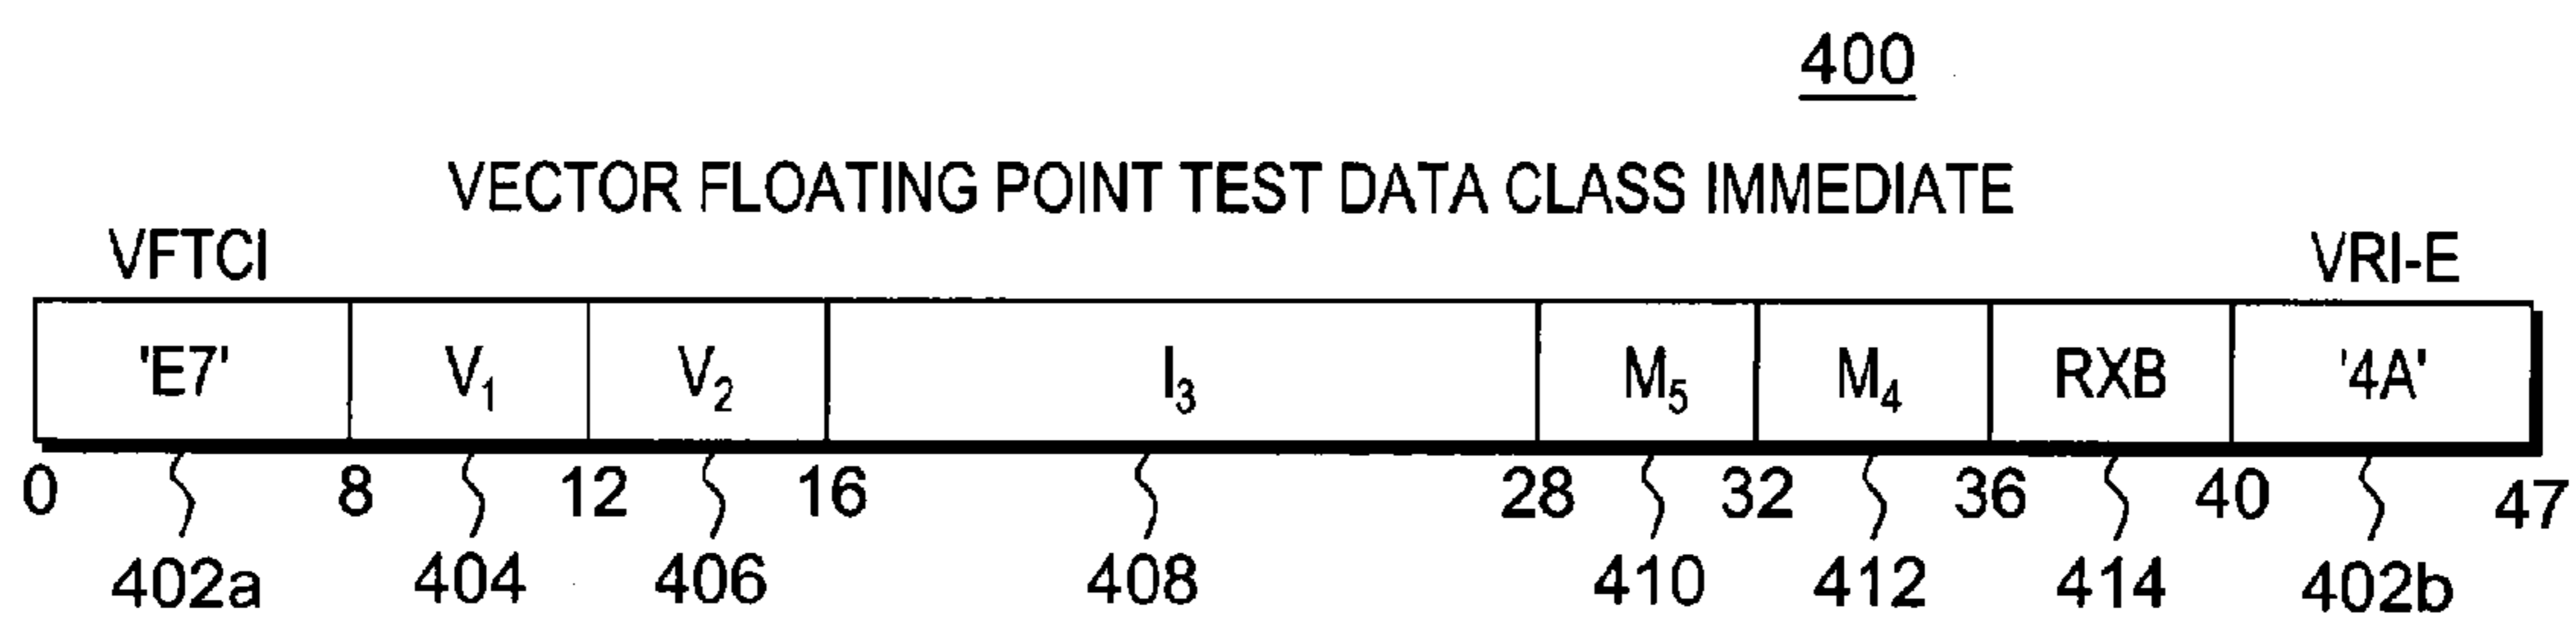 400
VECTOR FLOATING POINT TEST DATA CLASS IMMEDIATE
VFTCI VRI-E
'E7' V₁ V₂ I₃ M₅ M₄ RXB '4A'
0 8 12 16 28 32 36 40 47
402a 404 406 408 410 412 414 402b